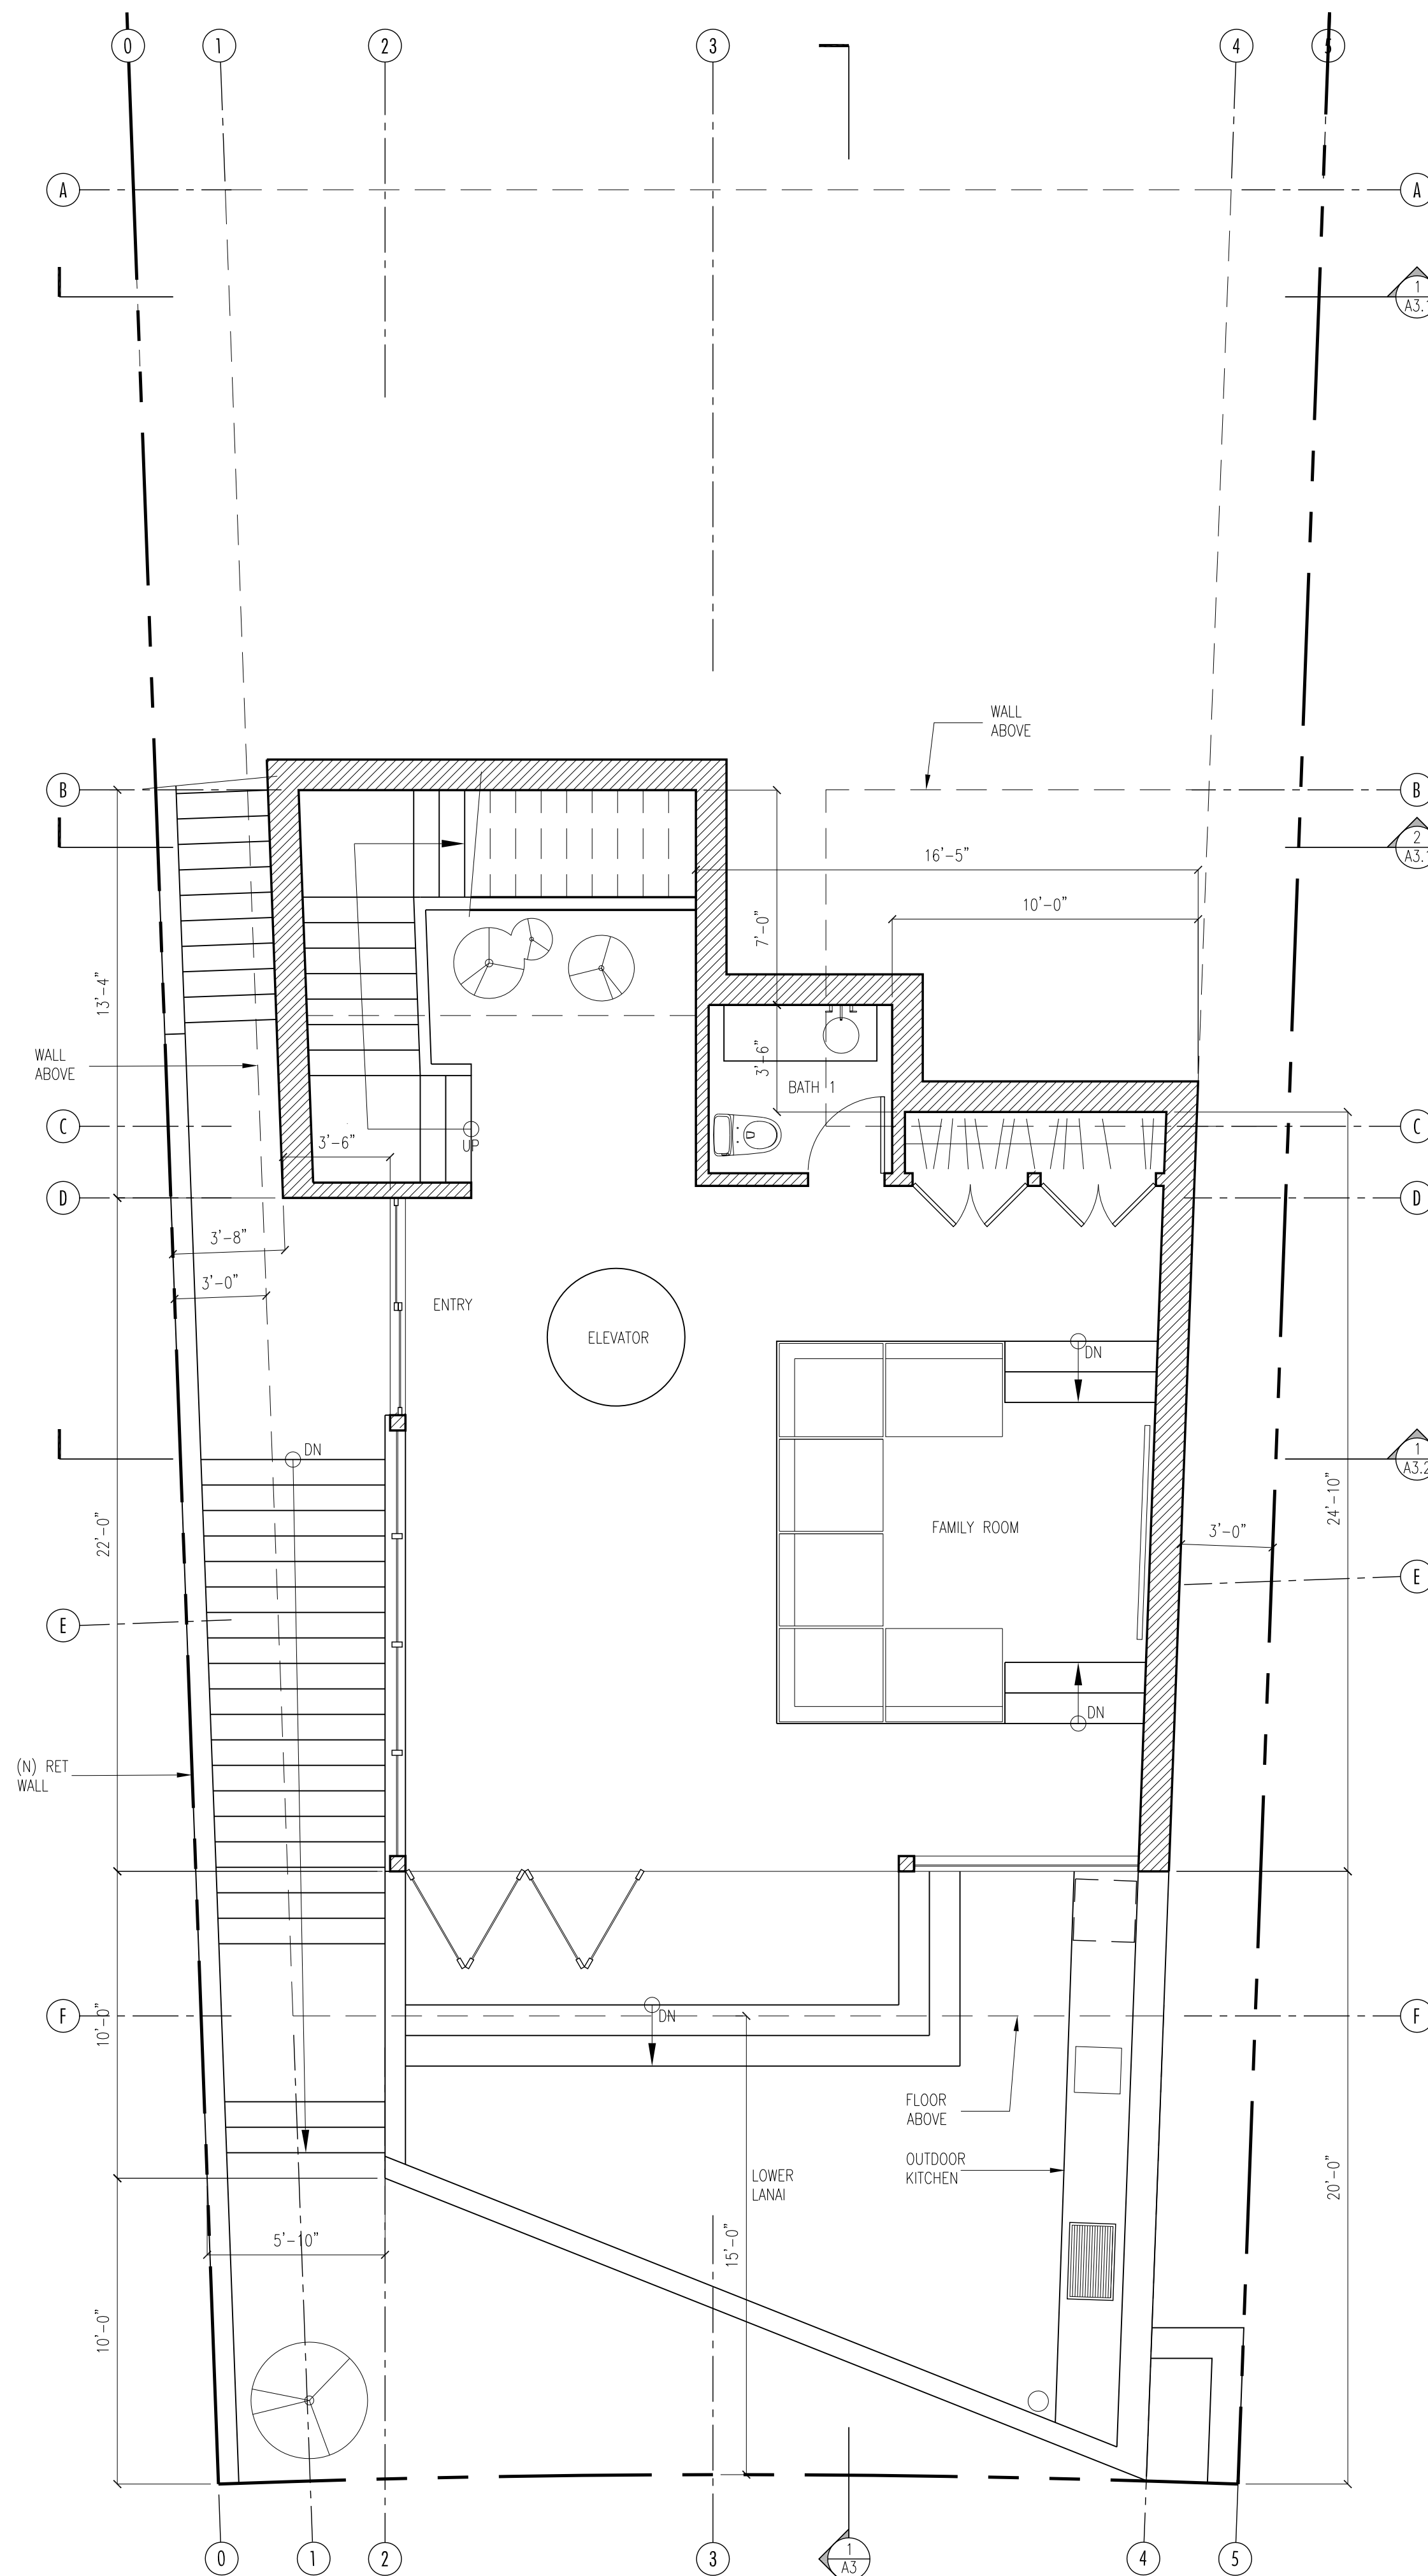 0
1
2
3
4
5
A
A
1
A3.1
WALL
ABOVE
B
B
2
A3.1
16'-5"
10'-0"
7'-0"
13'-4"
3'-6"
WALL
ABOVE
BATH 1
C
C
3'-6"
UP
D
D
3'-8"
3'-0"
ENTRY
ELEVATOR
DN
DN
1
A3.2
24'-10"
22'-0"
FAMILY ROOM
3'-0"
E
E
DN
(N) RET
WALL
F
F
10'-0"
DN
FLOOR
ABOVE
OUTDOOR
KITCHEN
LOWER
LANAI
20'-0"
15'-0"
5'-10"
10'-0"
0
1
2
3
1
A3
4
5